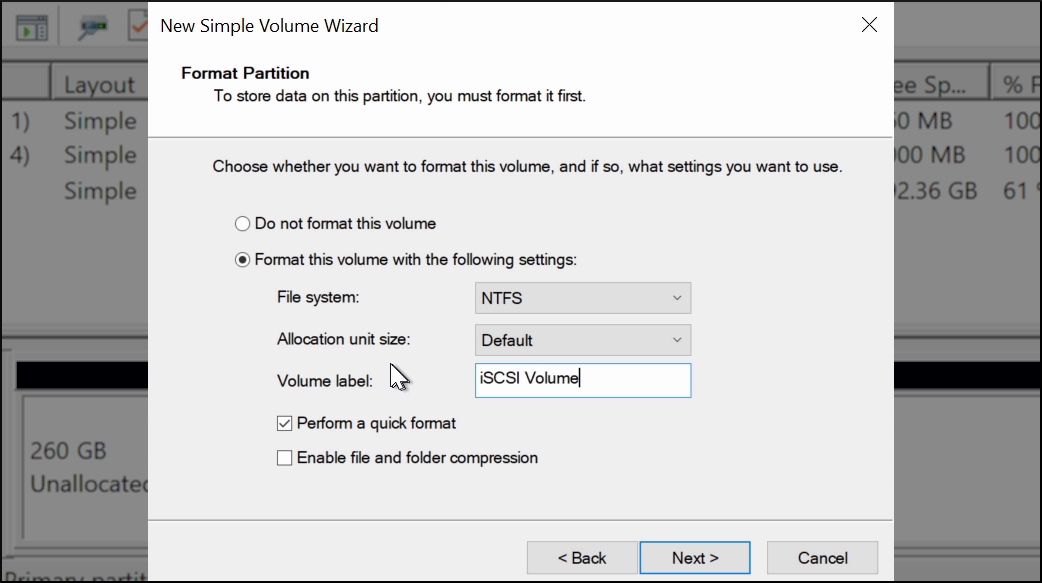 New Simple Volume Wizard
Format Partition
To store data on this partition, you must format it first.
Layout
ee Sp...
%
1) Simple
MB 100
4) Simple
00 MB 100
Simple
2.36 GB 61
Choose whether you want to format this volume, and if so, what settings you want to use.
Do not format this volume
Format this volume with the following settings:
File system: NTFS
Allocation unit size: Default
Volume label: iSCSI Volume
Perform a quick format
Enable file and folder compression
260 GB
Unallocated
< Back Next > Cancel
Primary partit